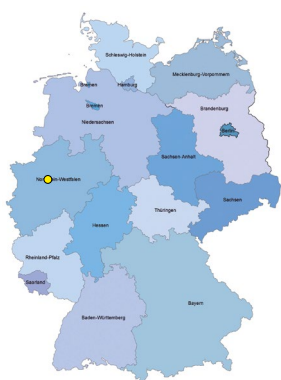 Schleswig-Holstein
Mecklenburg-Vorpommern
Bremen
Hamburg
Bremen
Niedersachsen
Brandenburg
Berlin
Sachsen-Anhalt
Sachsen
Hessen
Thüringen
Rheinland-Pfalz
Saarland
Bayern
Baden-Württemberg